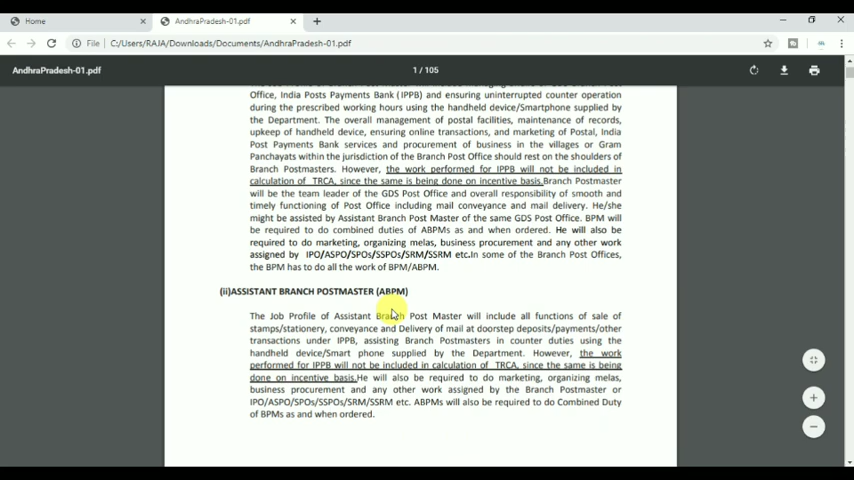 Home
AndhraPradesh-01.pdf
File | C:/Users/RAJA/Downloads/Documents/AndhraPradesh-01.pdf
AndhraPradesh-01.pdf
1 / 105
Office, India Posts Payments Bank (IPPB) and ensuring uninterrupted counter operation
during the prescribed working hours using the handheld device/Smartphone supplied by
the Department. The overall management of postal facilities, maintenance of records,
upkeep of handheld device, ensuring online transactions, and marketing of Postal, India
Post Payments Bank services and procurement of business in the villages or Gram
Panchayats within the jurisdiction of the Branch Post Office should rest on the shoulders of
Branch Postmasters. However, the work performed for IPPB will not be included in
calculation of TRCA, since the same is being done on incentive basis.Branch Postmaster
will be the team leader of the GDS Post Office and overall responsibility of smooth and
timely functioning of Post Office including mail conveyance and mail delivery. He/she
might be assisted by Assistant Branch Post Master of the same GDS Post Office. BPM will
be required to do combined duties of ABPMs as and when ordered. He will also be
required to do marketing, organizing melas, business procurement and any other work
assigned by IPO/ASPO/SPOs/SSPOs/SRM/SSRM etc.In some of the Branch Post Offices,
the BPM has to do all the work of BPM/ABPM.
(ii)ASSISTANT BRANCH POSTMASTER (ABPM)
The Job Profile of Assistant Branch Post Master will include all functions of sale of
stamps/stationery, conveyance and Delivery of mail at doorstep deposits/payments/other
transactions under IPPB, assisting Branch Postmasters in counter duties using the
handheld device/Smart phone supplied by the Department. However, the work
performed for IPPB will not be included in calculation of TRCA, since the same is being
done on incentive basis.He will also be required to do marketing, organizing melas,
business procurement and any other work assigned by the Branch Postmaster or
IPO/ASPO/SPOs/SSPOs/SRM/SSRM etc. ABPMs will also be required to do Combined Duty
of BPMs as and when ordered.